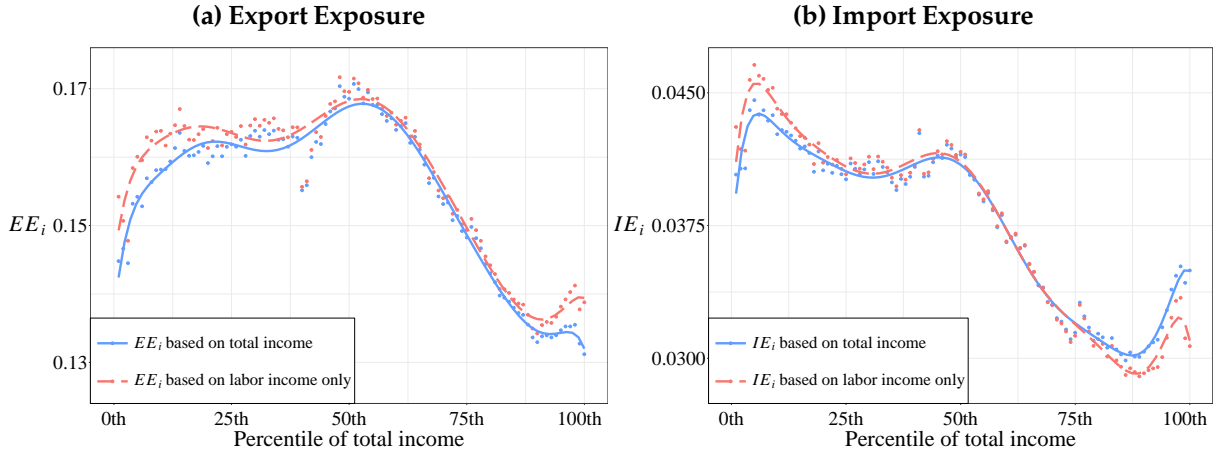 (a) Export Exposure
0.17
EE_i 0.15
0.13
EE_i based on total income
EE_i based on labor income only
0th 25th 50th 75th 100th
Percentile of total income
(b) Import Exposure
0.0450
IE_i 0.0375
0.0300
IE_i based on total income
IE_i based on labor income only
0th 25th 50th 75th 100th
Percentile of total income